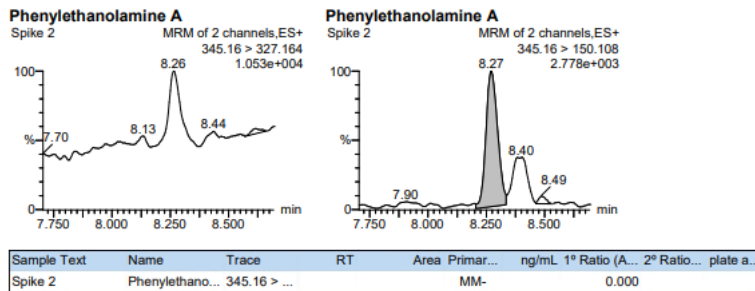 Phenylethanolamine A
Spike 2 MRM of 2 channels,ES+
345.16 > 327.164
1.053e+004
100
%
0
7.70
8.13
8.26
8.44
7.750 8.000 8.250 8.500 min
Phenylethanolamine A
Spike 2 MRM of 2 channels,ES+
345.16 > 150.108
2.778e+003
100
%
0
7.90
8.27
8.40
8.49
7.750 8.000 8.250 8.500 min
Sample Text Name Trace RT Area Primar... ng/mL 1º Ratio (A... 2º Ratio... plate a...
Spike 2 Phenylethano... 345.16 > ... MM- 0.000